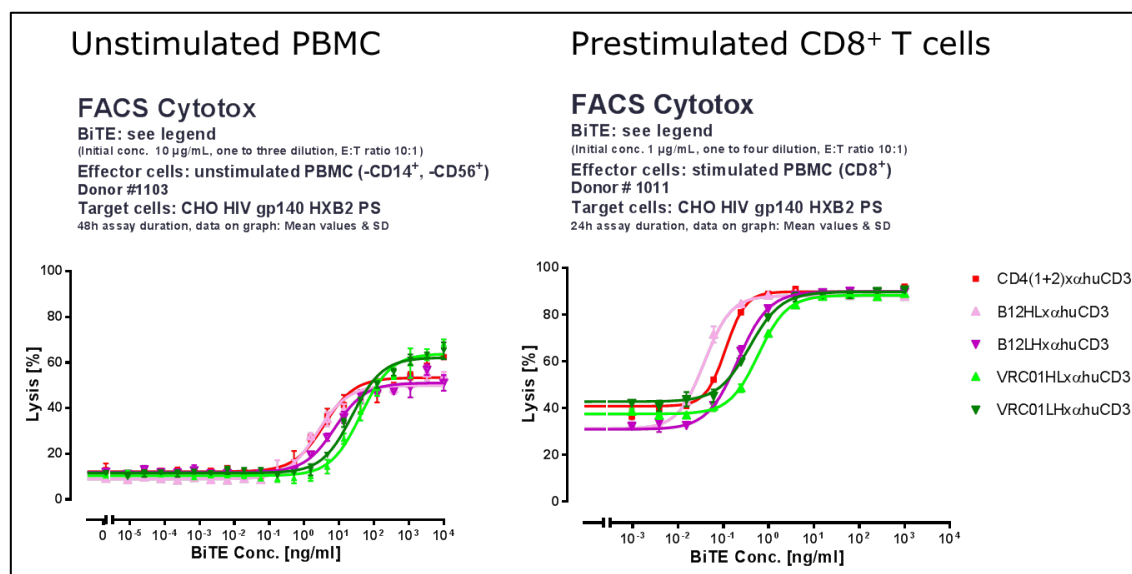 Unstimulated PBMC
FACS Cytotox
BiTE: see legend
(Initial conc. 10 µg/mL, one to three dilution, E:T ratio 10:1)
Effector cells: unstimulated PBMC (-CD14⁺, -CD56⁺)
Donor #1103
Target cells: CHO HIV gp140 HXB2 PS
48h assay duration, data on graph: Mean values & SD
100
80
60
40
20
0
Lysis [%]
0 10⁻⁵ 10⁻⁴ 10⁻³ 10⁻² 10⁻¹ 10⁰ 10¹ 10² 10³ 10⁴
BiTE Conc. [ng/ml]
Prestimulated CD8⁺ T cells
FACS Cytotox
BiTE: see legend
(Initial conc. 1 µg/mL, one to four dilution, E:T ratio 10:1)
Effector cells: stimulated PBMC (CD8⁺)
Donor # 1011
Target cells: CHO HIV gp140 HXB2 PS
24h assay duration, data on graph: Mean values & SD
100
80
60
40
20
0
Lysis [%]
10⁻³ 10⁻² 10⁻¹ 10⁰ 10¹ 10² 10³ 10⁴
BiTE Conc. [ng/ml]
CD4(1+2)xαhuCD3
B12HLxαhuCD3
B12LHxαhuCD3
VRC01HLxαhuCD3
VRC01LHxαhuCD3